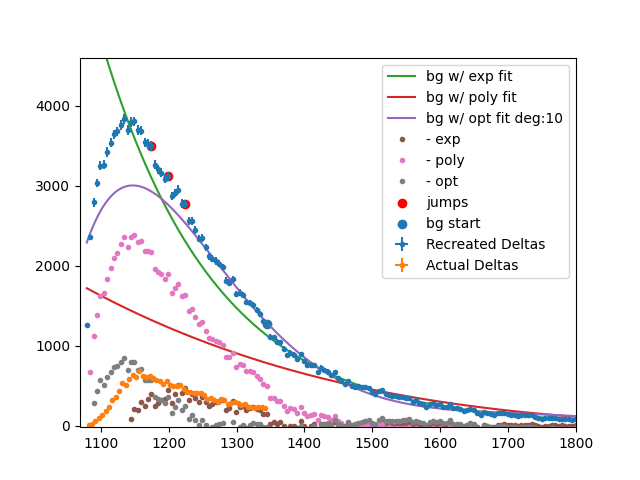 4000
3000
2000
1000
0
1100
1200
1300
1400
1500
1600
1700
1800
bg w/ exp fit
bg w/ poly fit
bg w/ opt fit deg:10
- exp
- poly
- opt
jumps
bg start
Recreated Deltas
Actual Deltas